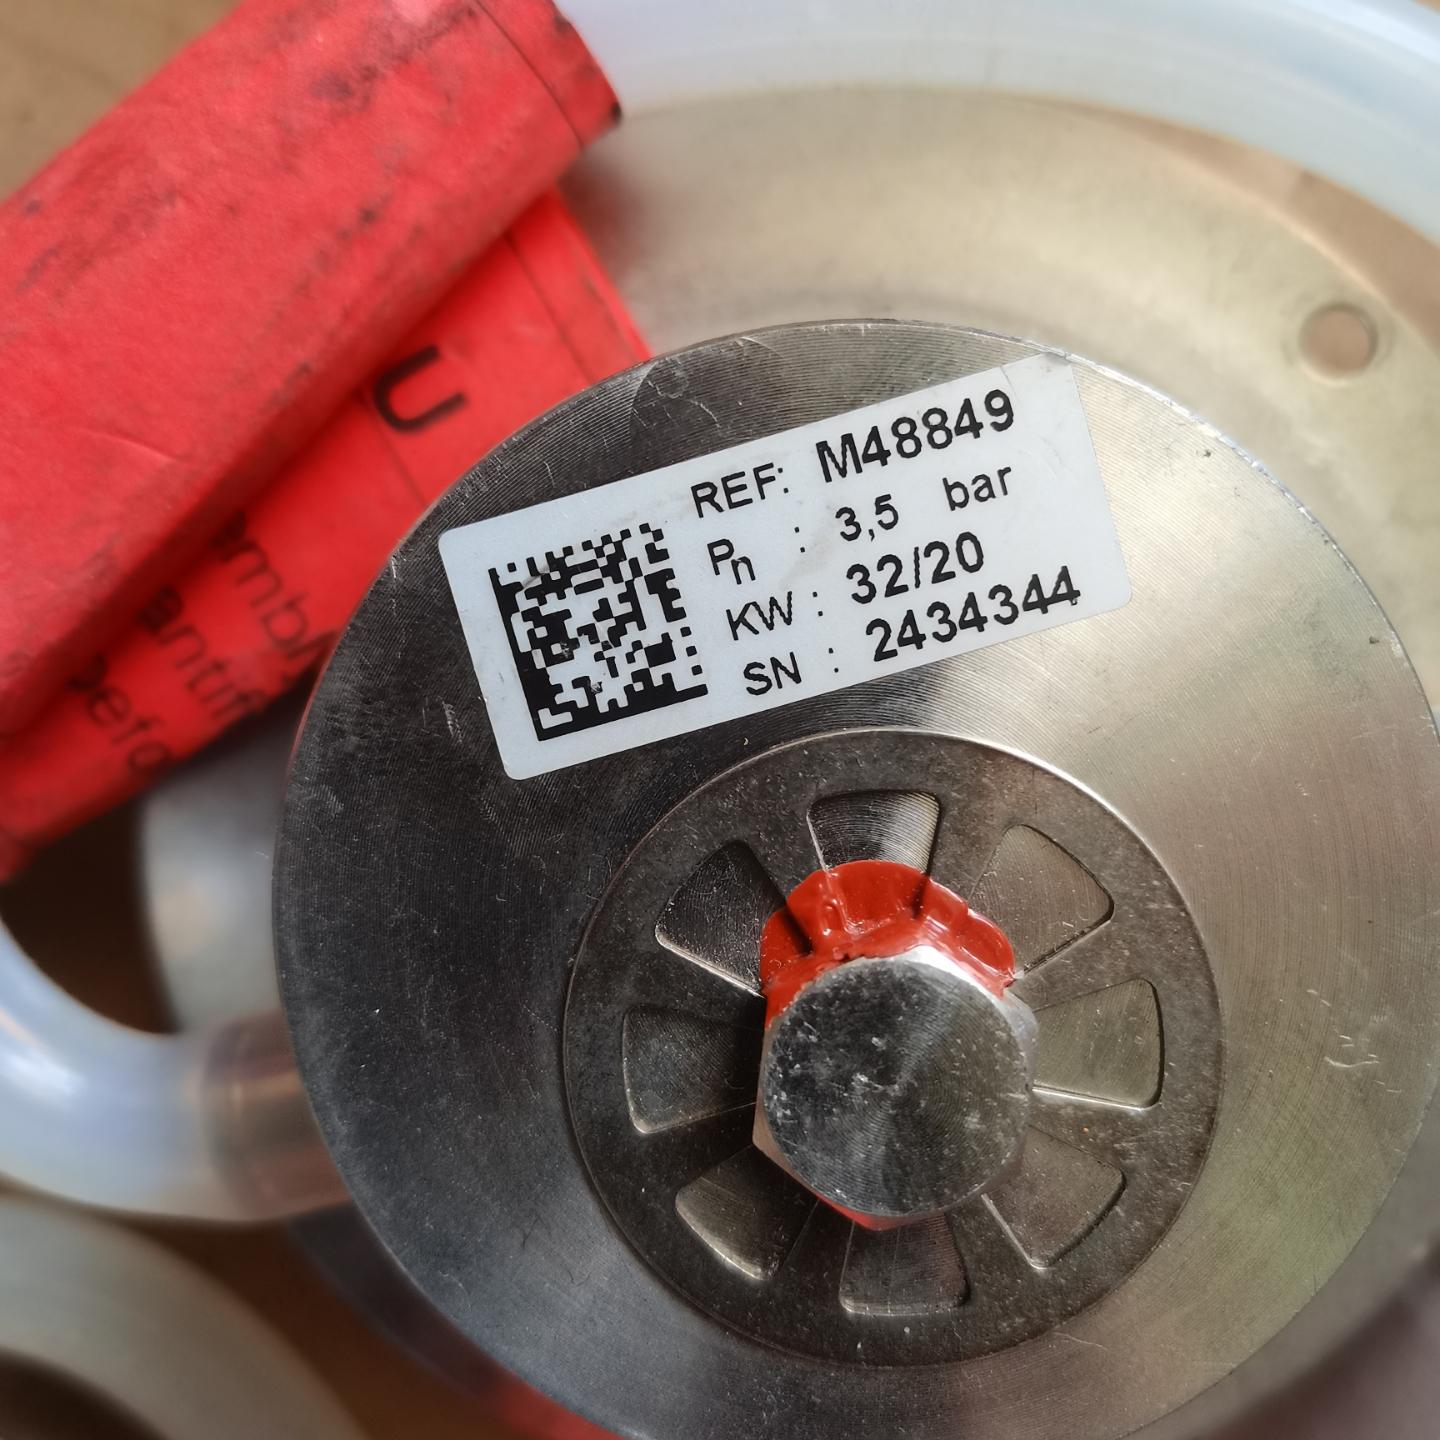 REF: M48849
Pn : 3,5 bar
KW : 32/20
SN : 2434344
U